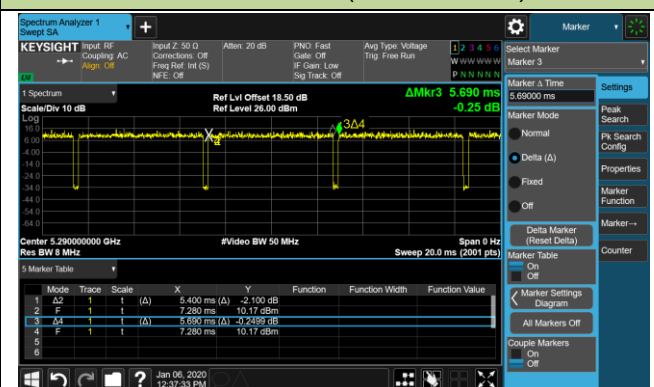 Spectrum Analyzer 1
Swept SA
Marker
KEYSIGHT
Input: RF
Coupling: AC
Align: Off
Input Z: 50 Ω
Corrections: Off
Freq Ref: Int (S)
NFE: Off
Atten: 20 dB
PNO: Fast
Gate: Off
IF Gain: Low
Sig Track: Off
Avg Type: Voltage
Trig: Free Run
1 2 3 4 5 6
W W W W W W
P N N N N N
LXI
Select Marker
Marker 3
1 Spectrum
Scale/Div 10 dB
Ref Lvl Offset 18.50 dB
Ref Level 26.00 dBm
ΔMkr3 5.690 ms
-0.25 dB
Log
16.0
6.00
-4.00
-14.0
-24.0
-34.0
-44.0
-54.0
-64.0
3Δ4
Center 5.290000000 GHz
Res BW 8 MHz
#Video BW 50 MHz
Span 0 Hz
Sweep 20.0 ms (2001 pts)
5 Marker Table
Mode Trace Scale X Y Function Function Width Function Value
1 Δ2 1 t (Δ) 5.400 ms (Δ) -2.100 dB
2 F 1 t 7.280 ms 10.17 dBm
3 Δ4 1 t (Δ) 5.690 ms (Δ) -0.2499 dB
4 F 1 t 7.280 ms 10.17 dBm
5
6
Jan 06, 2020
12:37:33 PM
Marker Δ Time
5.69000 ms
Marker Mode
Normal
Delta (Δ)
Fixed
Off
Delta Marker
(Reset Delta)
Marker Table
On
Off
Marker Settings
Diagram
All Markers Off
Couple Markers
On
Off
Settings
Peak
Search
Pk Search
Config
Properties
Marker
Function
Marker→
Counter